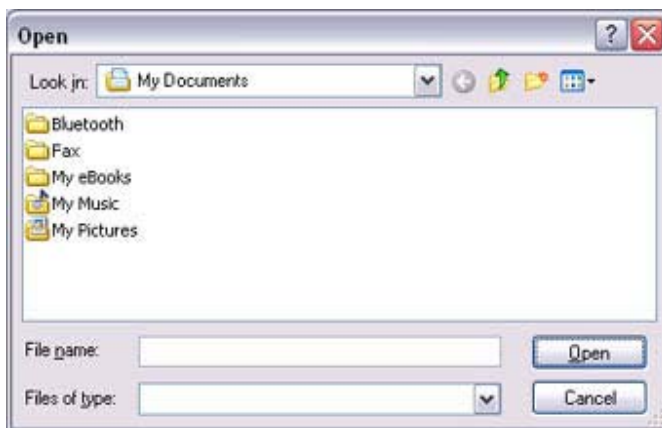 Open
Look in: My Documents
Bluetooth
Fax
My eBooks
My Music
My Pictures
File name: Open
Files of type: Cancel